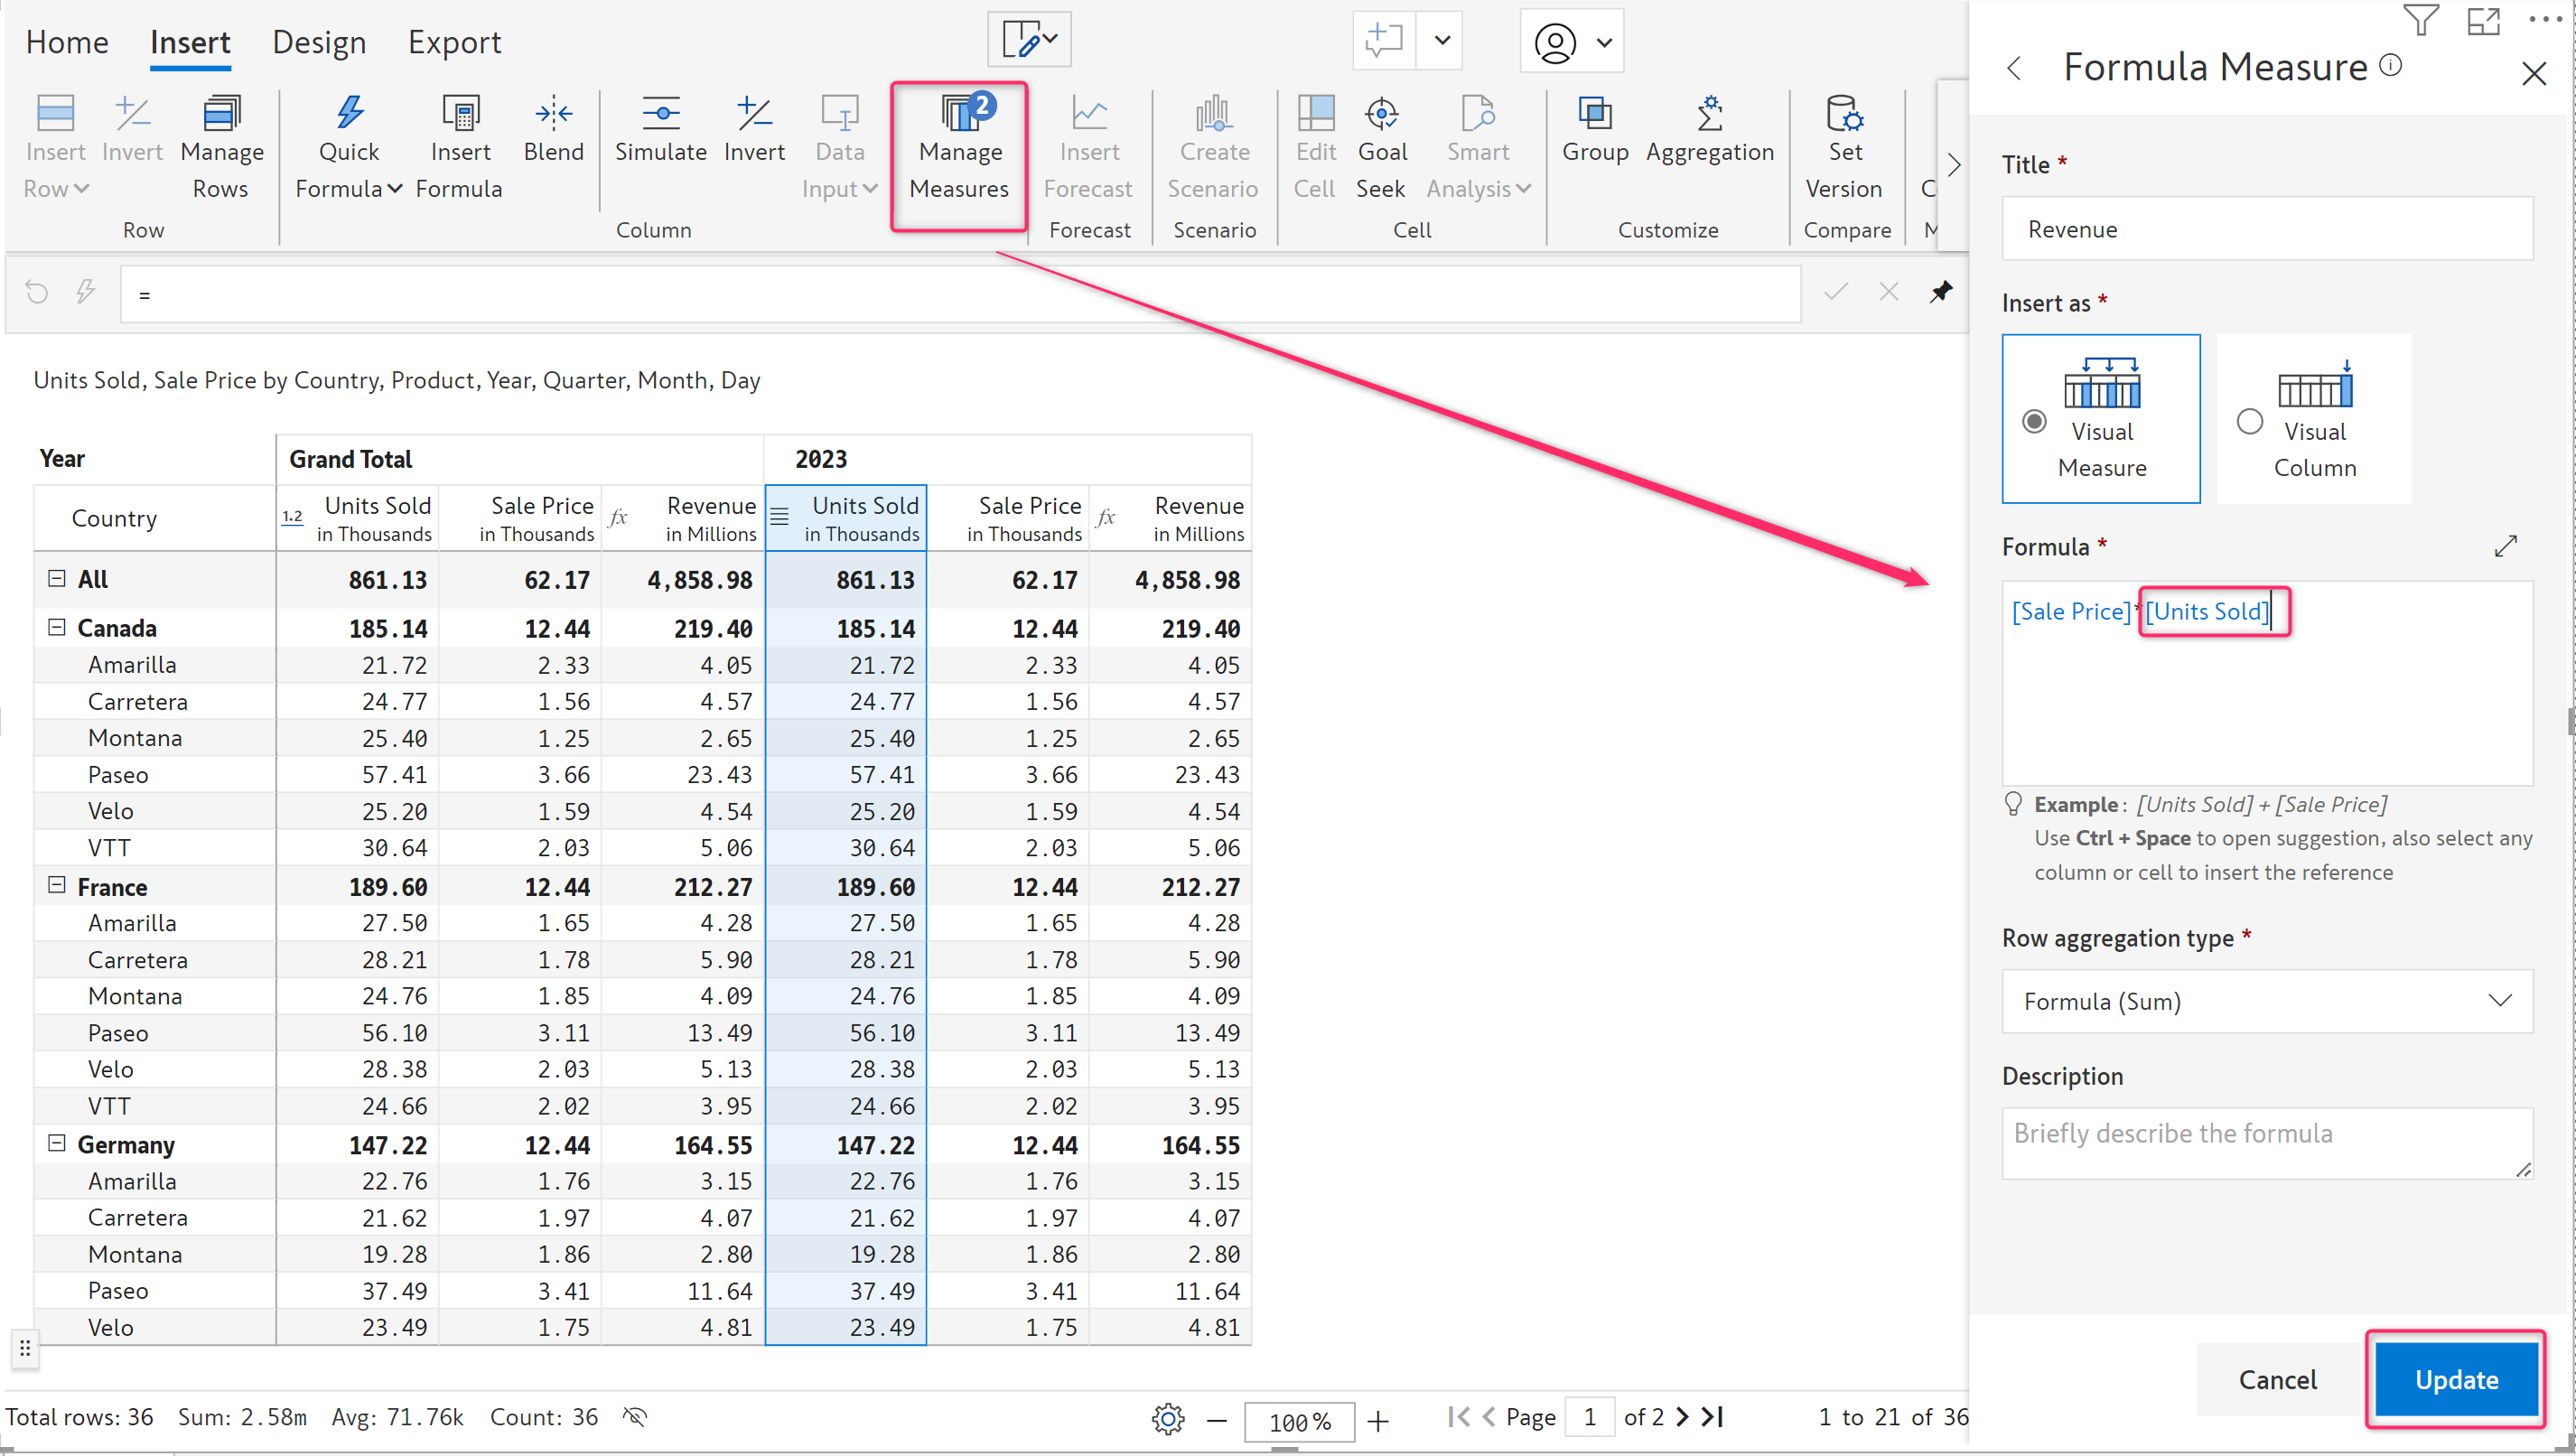 Home Insert Design Export
Insert Row
Invert
Manage Rows
Quick Formula
Insert Formula
Blend
Simulate
Invert
Data Input
Manage Measures
2
Insert Forecast
Create Scenario
Edit Cell
Goal Seek
Smart Analysis
Group
Aggregation
Set Version
C
Row Column Forecast Scenario Cell Customize Compare
=
Units Sold, Sale Price by Country, Product, Year, Quarter, Month, Day
Year Grand Total 2023
Country 1.2 Units Sold in Thousands Sale Price in Thousands fx Revenue in Millions Units Sold in Thousands Sale Price in Thousands fx Revenue in Millions
All 861.13 62.17 4,858.98 861.13 62.17 4,858.98
Canada 185.14 12.44 219.40 185.14 12.44 219.40
Amarilla 21.72 2.33 4.05 21.72 2.33 4.05
Carretera 24.77 1.56 4.57 24.77 1.56 4.57
Montana 25.40 1.25 2.65 25.40 1.25 2.65
Paseo 57.41 3.66 23.43 57.41 3.66 23.43
Velo 25.20 1.59 4.54 25.20 1.59 4.54
VTT 30.64 2.03 5.06 30.64 2.03 5.06
France 189.60 12.44 212.27 189.60 12.44 212.27
Amarilla 27.50 1.65 4.28 27.50 1.65 4.28
Carretera 28.21 1.78 5.90 28.21 1.78 5.90
Montana 24.76 1.85 4.09 24.76 1.85 4.09
Paseo 56.10 3.11 13.49 56.10 3.11 13.49
Velo 28.38 2.03 5.13 28.38 2.03 5.13
VTT 24.66 2.02 3.95 24.66 2.02 3.95
Germany 147.22 12.44 164.55 147.22 12.44 164.55
Amarilla 22.76 1.76 3.15 22.76 1.76 3.15
Carretera 21.62 1.97 4.07 21.62 1.97 4.07
Montana 19.28 1.86 2.80 19.28 1.86 2.80
Paseo 37.49 3.41 11.64 37.49 3.41 11.64
Velo 23.49 1.75 4.81 23.49 1.75 4.81
Total rows: 36 Sum: 2.58m Avg: 71.76k Count: 36 100% Page 1 of 2 1 to 21 of 36
Formula Measure
Title *
Revenue
Insert as *
Visual Measure
Visual Column
Formula *
[Sale Price]*[Units Sold]
Example : [Units Sold] + [Sale Price]
Use Ctrl + Space to open suggestion, also select any
column or cell to insert the reference
Row aggregation type *
Formula (Sum)
Description
Briefly describe the formula
Cancel Update